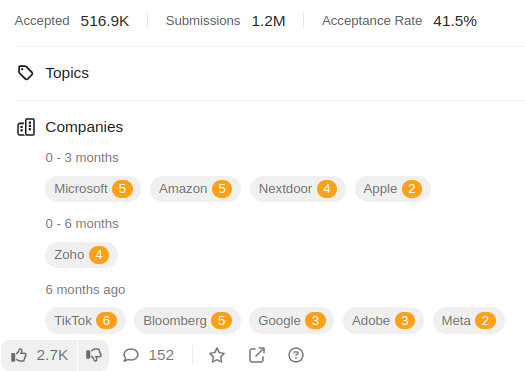 Accepted 516.9K Submissions 1.2M Acceptance Rate 41.5%
Topics
Companies
0 - 3 months
Microsoft 5 Amazon 5 Nextdoor 4 Apple 2
0 - 6 months
Zoho 4
6 months ago
TikTok 6 Bloomberg 5 Google 3 Adobe 3 Meta 2
2.7K 152